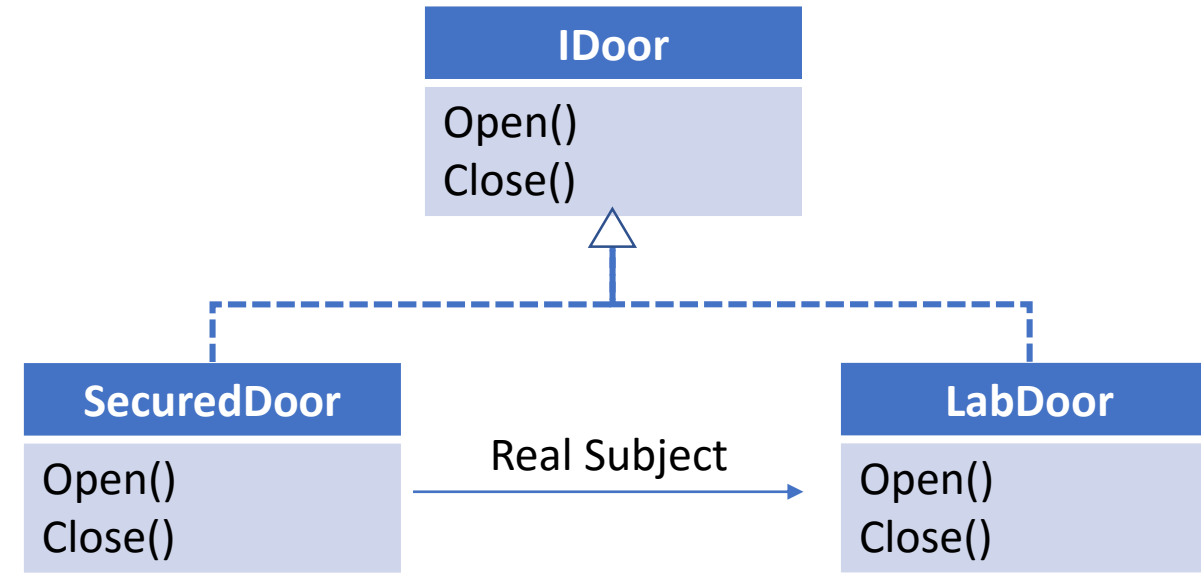 IDoor
Open()
Close()
SecuredDoor
Open()
Close()
Real Subject
LabDoor
Open()
Close()